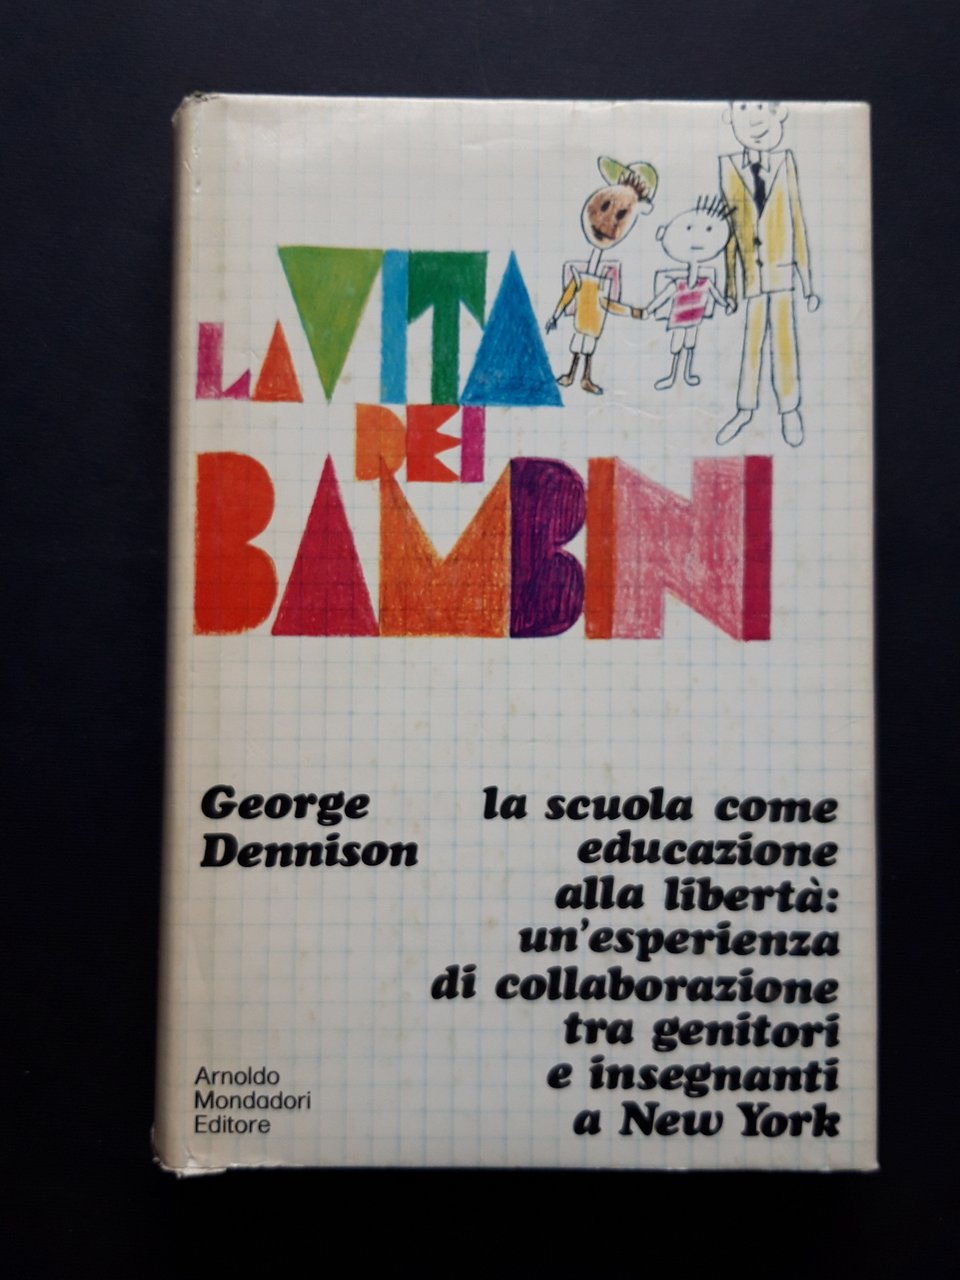 LA VITA
DEI
BAMBINI
George
Dennison
la scuola come
educazione
alla libertà:
un'esperienza
di collaborazione
tra genitori
e insegnanti
a New York
Arnoldo
Mondadori
Editore